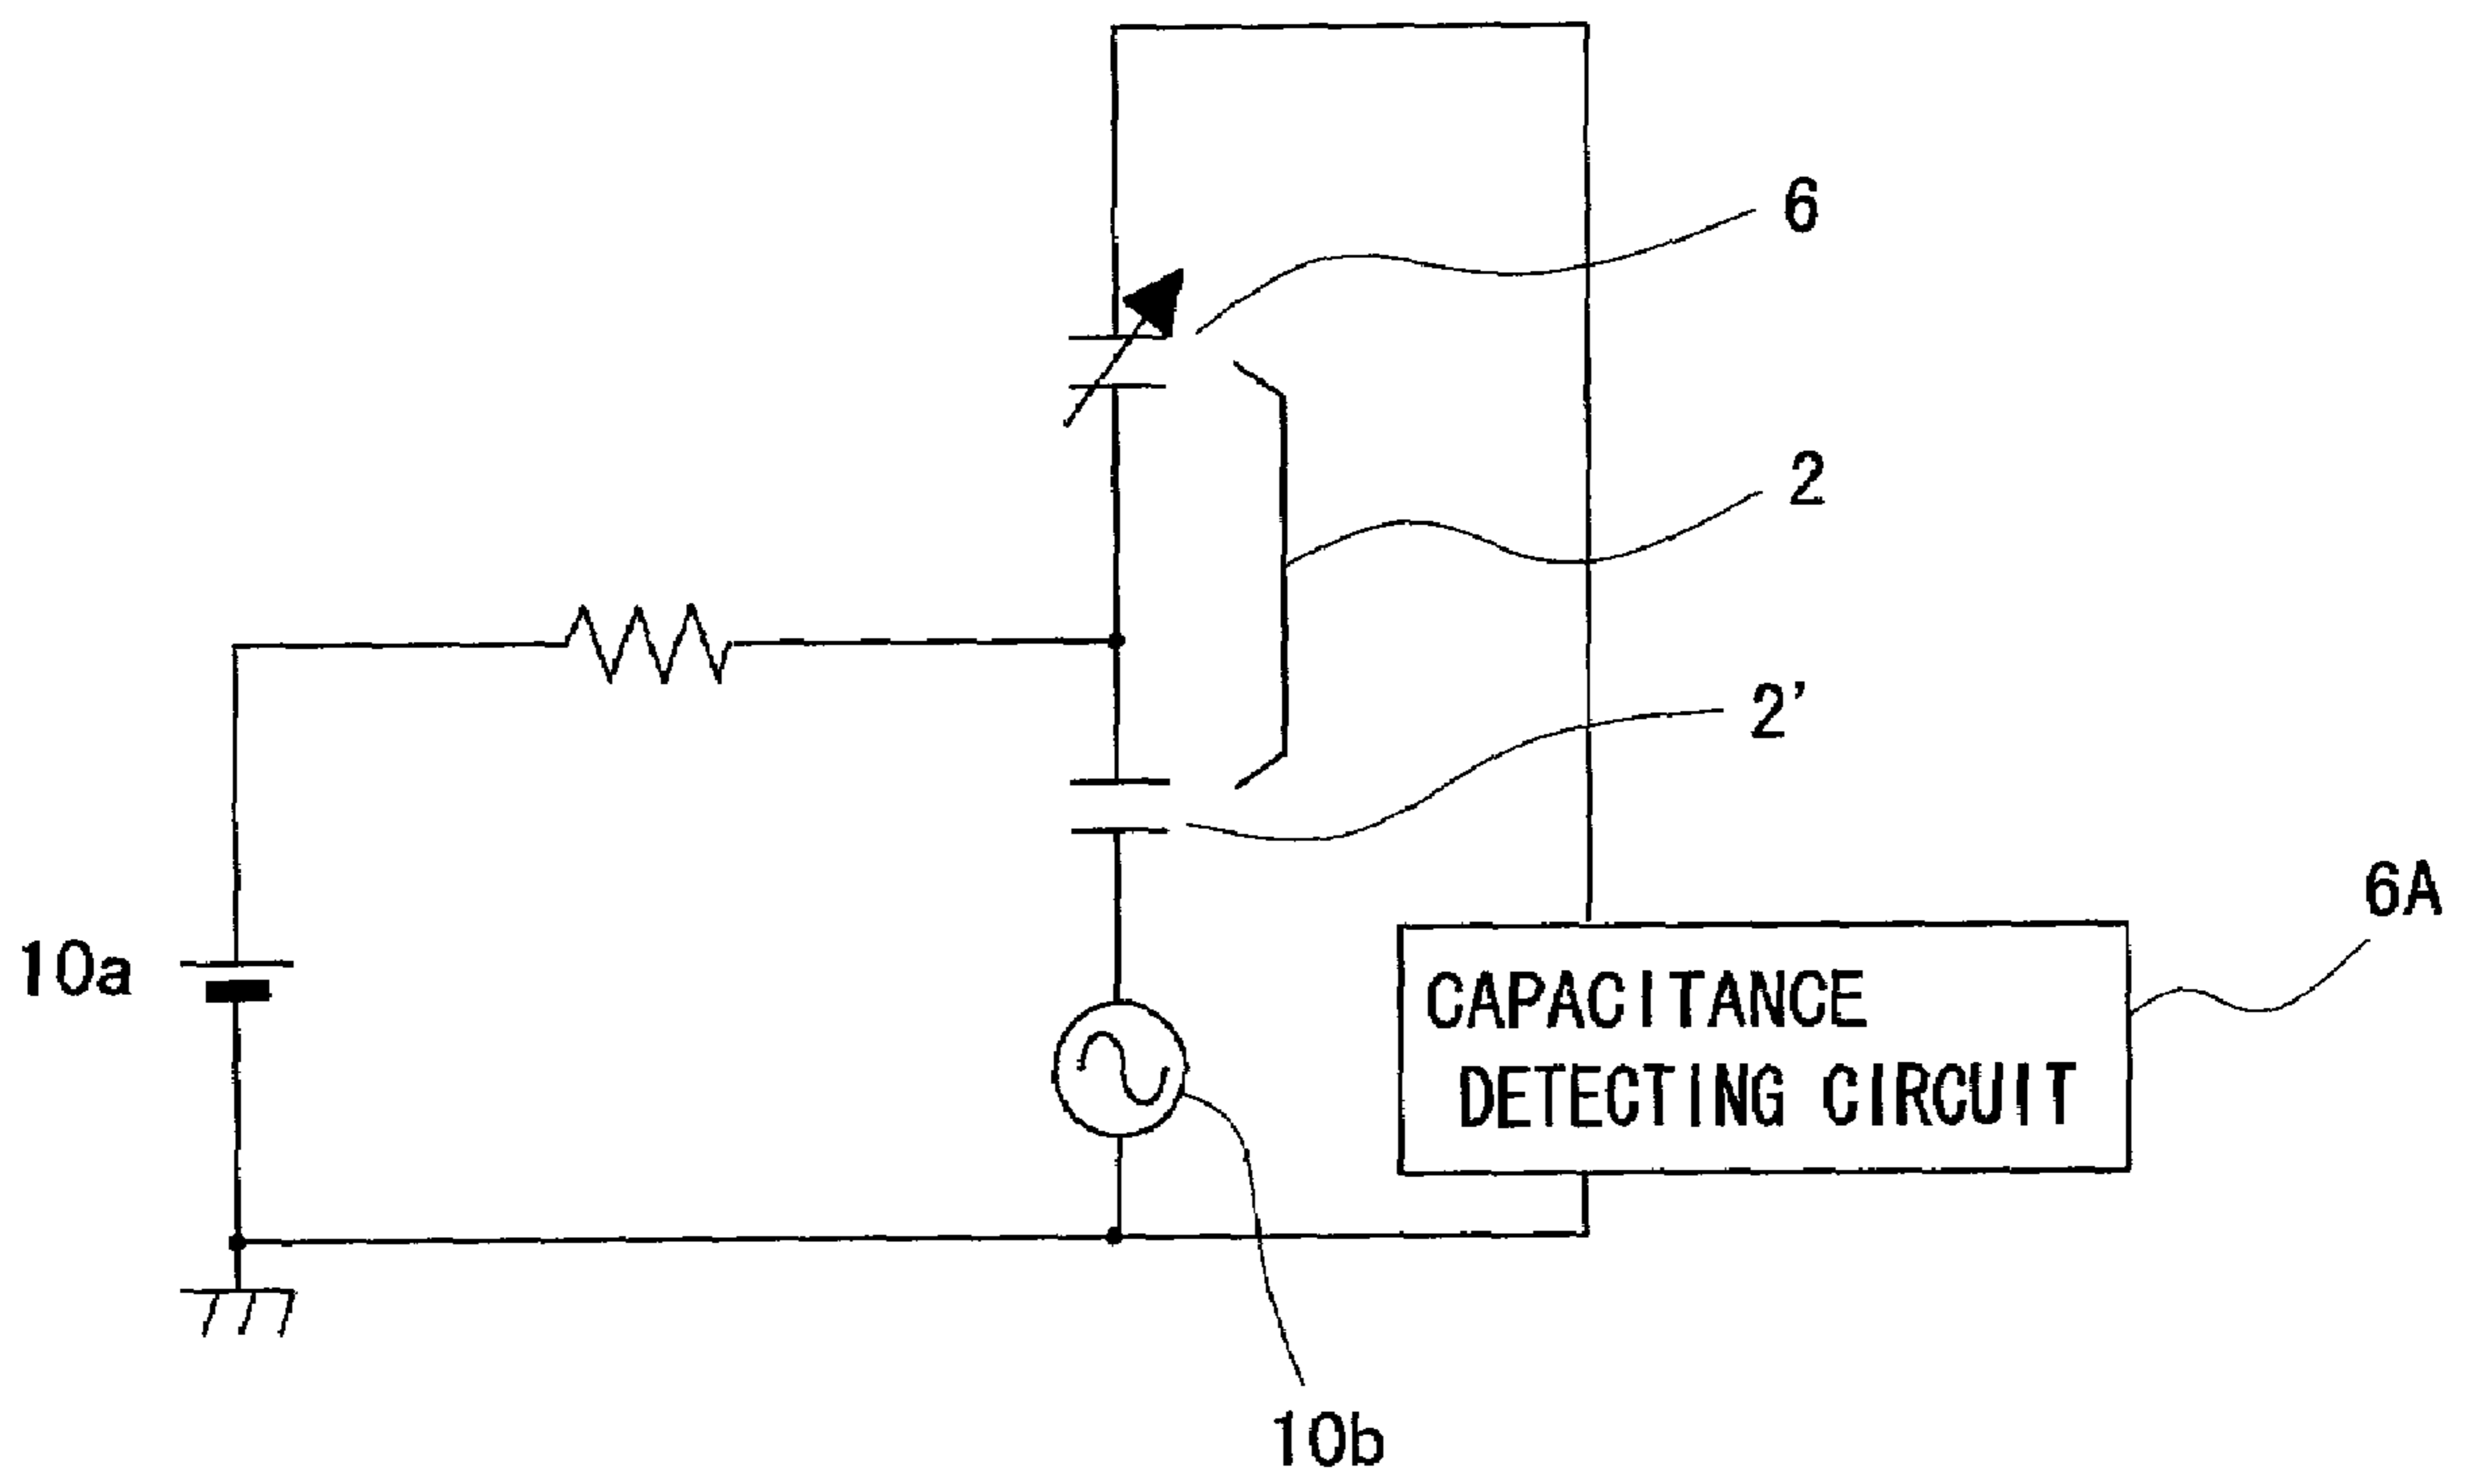 6
2
2'
6A
10a
CAPACITANCE
DETECTING CIRCUIT
10b